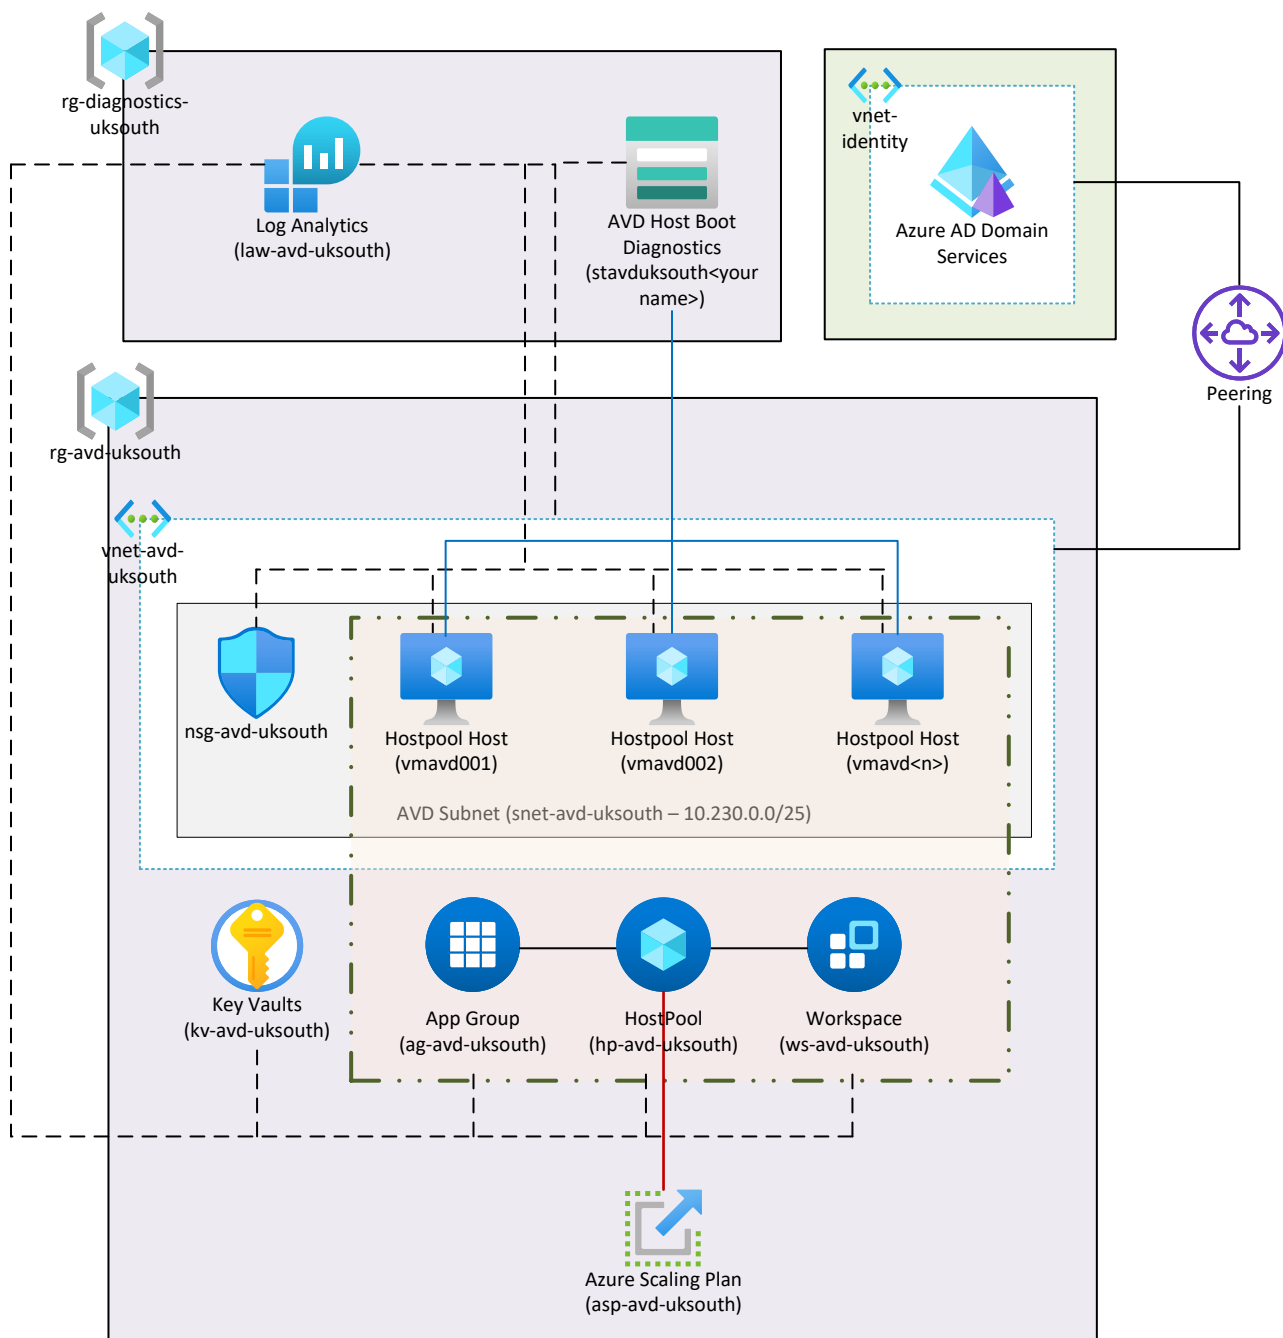 rg-diagnostics-
uksouth
Log Analytics
(law-avd-uksouth)
AVD Host Boot
Diagnostics
(stavduksouth<your
name>)
vnet-
identity
Azure AD Domain
Services
Peering
rg-avd-uksouth
vnet-avd-
uksouth
nsg-avd-uksouth
Hostpool Host
(vmavd001)
Hostpool Host
(vmavd002)
Hostpool Host
(vmavd<n>)
AVD Subnet (snet-avd-uksouth – 10.230.0.0/25)
Key Vaults
(kv-avd-uksouth)
App Group
(ag-avd-uksouth)
HostPool
(hp-avd-uksouth)
Workspace
(ws-avd-uksouth)
Azure Scaling Plan
(asp-avd-uksouth)